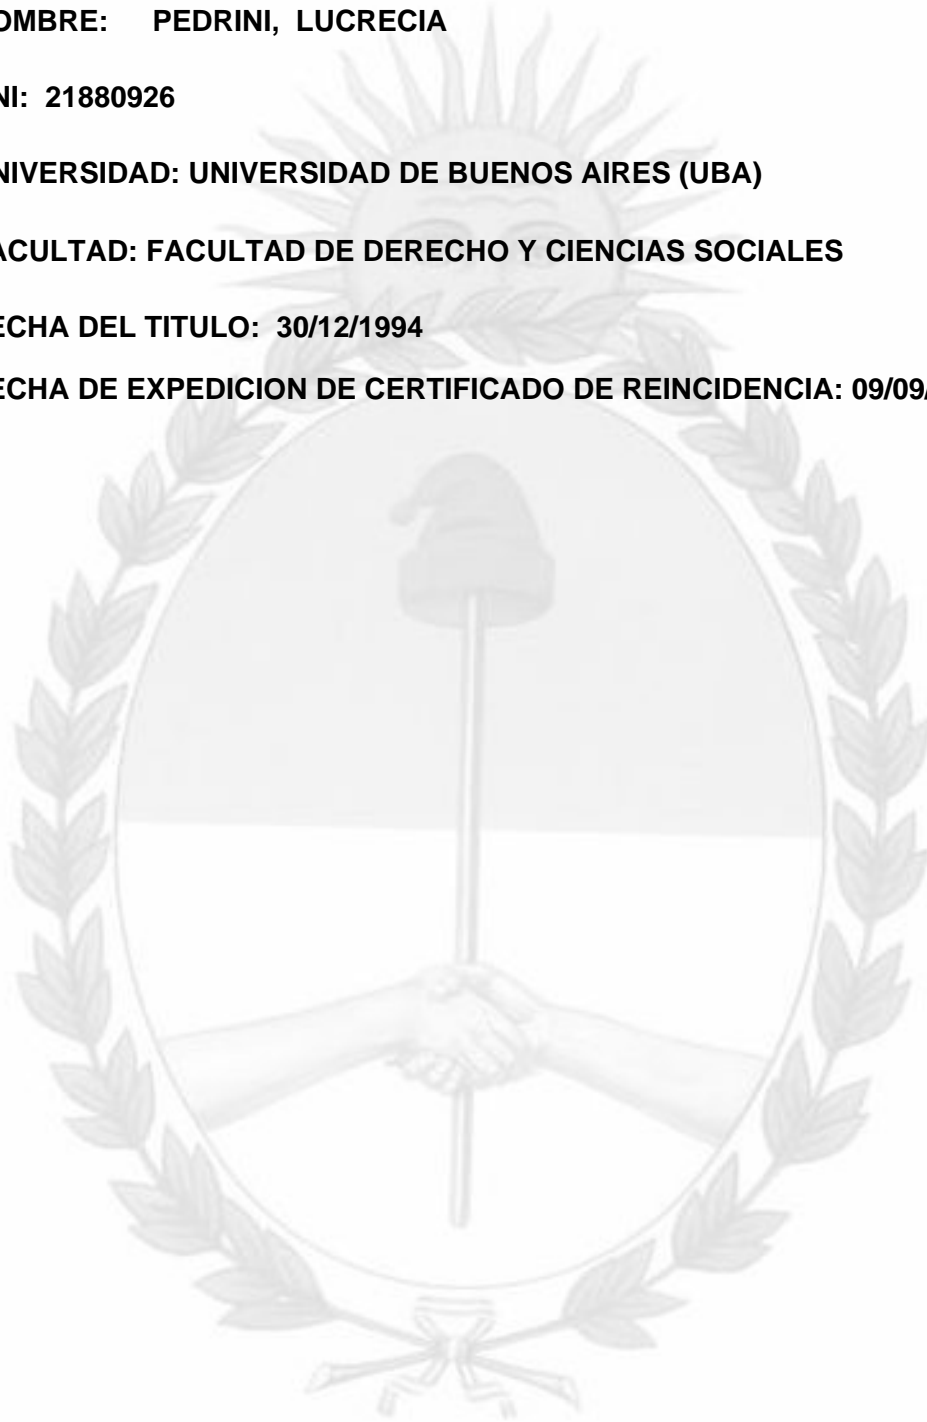 OMBRE: PEDRINI, LUCRECIA
NI: 21880926
NIVERSIDAD: UNIVERSIDAD DE BUENOS AIRES (UBA)
ACULTAD: FACULTAD DE DERECHO Y CIENCIAS SOCIALES
ECHA DEL TITULO: 30/12/1994
ECHA DE EXPEDICION DE CERTIFICADO DE REINCIDENCIA: 09/09/